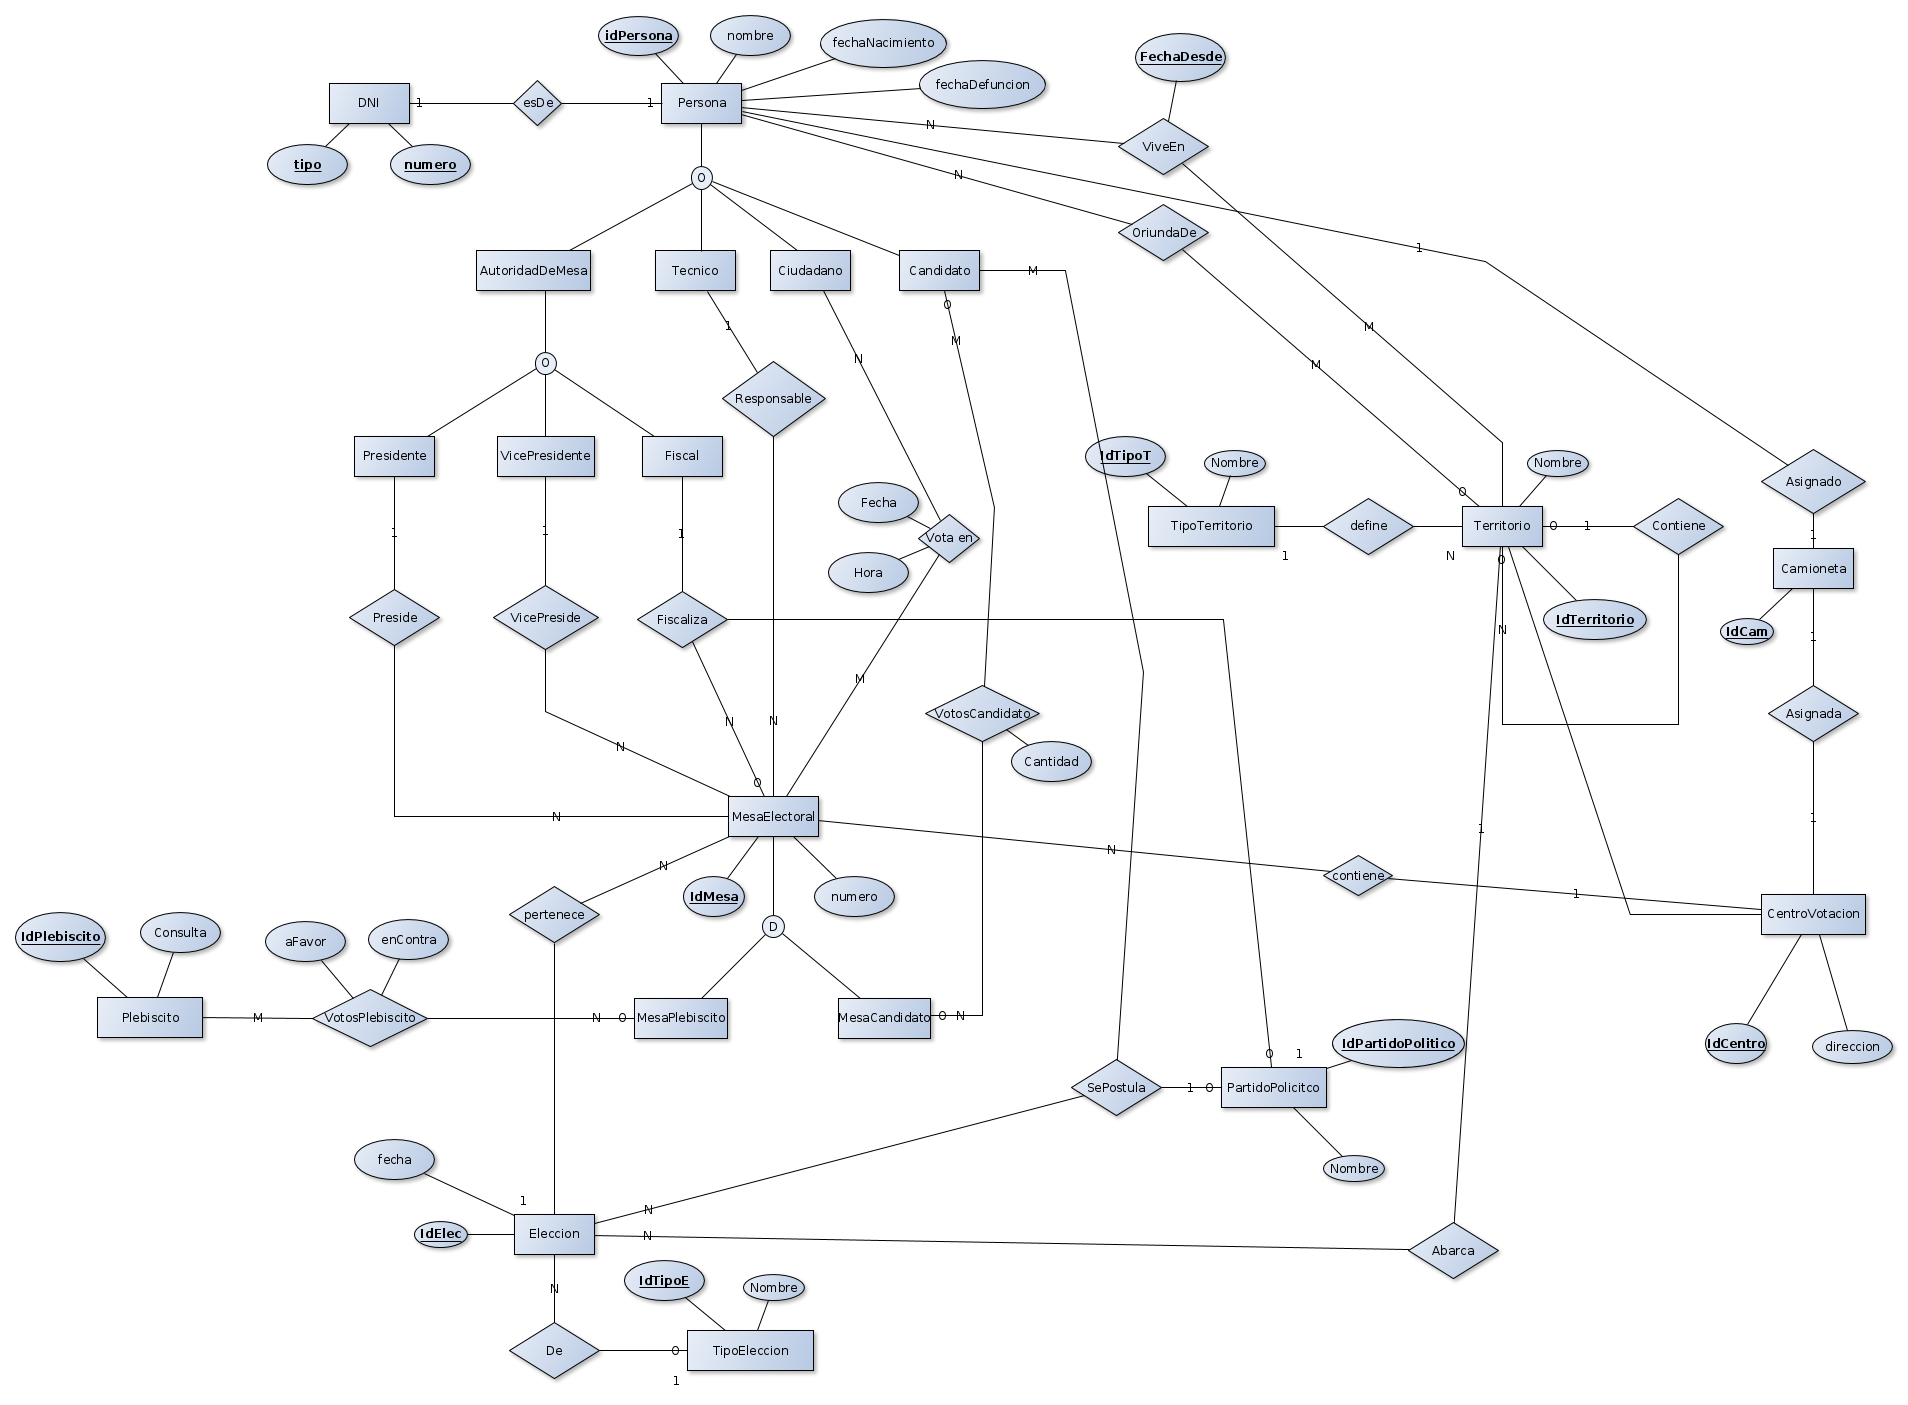 idPersona
nombre
fechaNacimiento
fechaDefuncion
FechaDesde
DNI
1
esDe
1
Persona
N
ViveEn
tipo
numero
O
N
OriundaDe
1
AutoridadDeMesa
Tecnico
Ciudadano
Candidato
M
O
1
M
M
N
M
O
Responsable
Presidente
VicePresidente
Fiscal
IdTipoT
Nombre
Nombre
Asignado
O
Fecha
TipoTerritorio
define
Territorio
O
1
Contiene
1
1
1
1
Vota en
1
N
O
Hora
Camioneta
Preside
VicePreside
Fiscaliza
IdTerritorio
N
IdCam
1
M
VotosCandidato
Asignada
N
N
N
Cantidad
O
N
MesaElectoral
1
1
N
N
pertenece
IdMesa
numero
contiene
1
CentroVotacion
IdPlebiscito
Consulta
aFavor
enContra
D
Plebiscito
M
VotosPlebiscito
N
O
MesaPlebiscito
MesaCandidato
O
N
IdCentro
direccion
O
1
IdPartidoPolitico
SePostula
1
O
PartidoPolicitco
fecha
Nombre
1
N
IdElec
Eleccion
N
Abarca
N
IdTipoE
Nombre
De
O
TipoEleccion
1